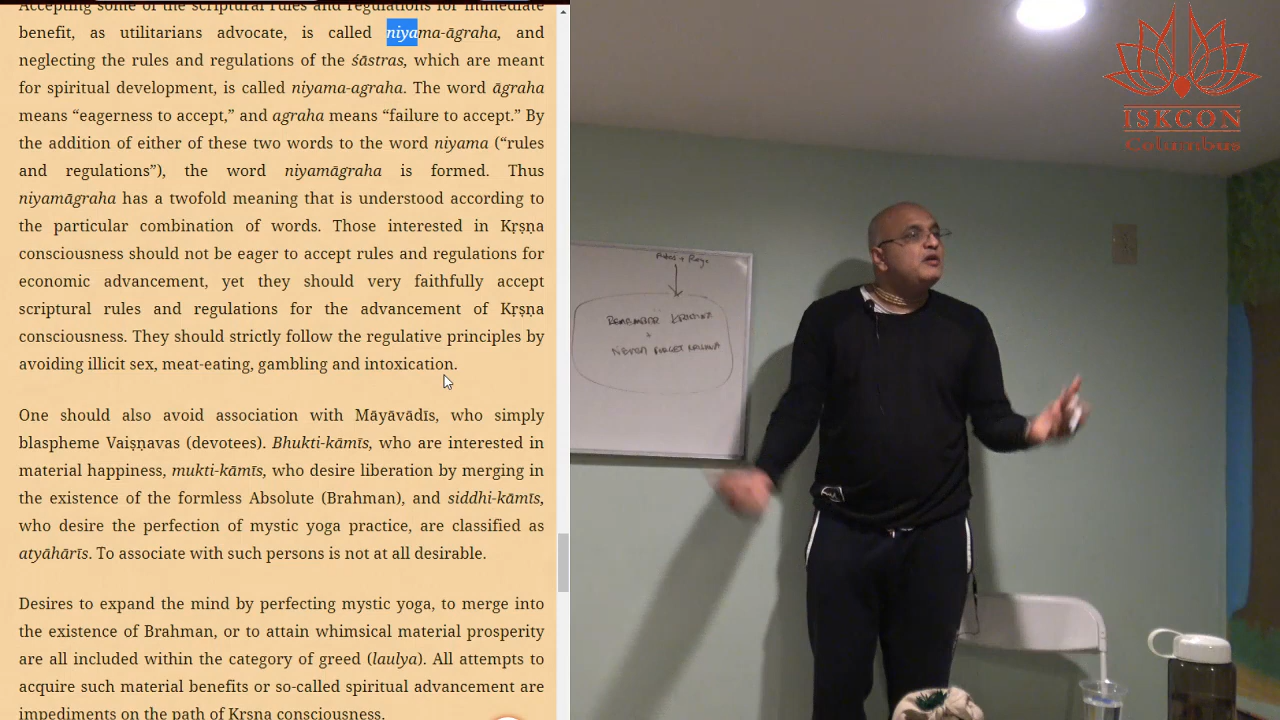 Accepting some of the scriptural rules and regulations for immediate
benefit, as utilitarians advocate, is called niyama-āgraha, and
neglecting the rules and regulations of the śāstras, which are meant
for spiritual development, is called niyama-agraha. The word āgraha
means “eagerness to accept,” and agraha means “failure to accept.” By
the addition of either of these two words to the word niyama (“rules
and regulations”), the word niyamāgraha is formed. Thus
niyamāgraha has a twofold meaning that is understood according to
the particular combination of words. Those interested in Kṛṣṇa
consciousness should not be eager to accept rules and regulations for
economic advancement, yet they should very faithfully accept
scriptural rules and regulations for the advancement of Kṛṣṇa
consciousness. They should strictly follow the regulative principles by
avoiding illicit sex, meat-eating, gambling and intoxication.
One should also avoid association with Māyāvādīs, who simply
blaspheme Vaiṣṇavas (devotees). Bhukti-kāmīs, who are interested in
material happiness, mukti-kāmīs, who desire liberation by merging in
the existence of the formless Absolute (Brahman), and siddhi-kāmīs,
who desire the perfection of mystic yoga practice, are classified as
atyāhārīs. To associate with such persons is not at all desirable.
Desires to expand the mind by perfecting mystic yoga, to merge into
the existence of Brahman, or to attain whimsical material prosperity
are all included within the category of greed (laulya). All attempts to
acquire such material benefits or so-called spiritual advancement are
impediments on the path of Kṛṣṇa consciousness.
REMEMBER KRISHNA
+
NEVER FORGET KRISHNA
ISKCON
Columbus